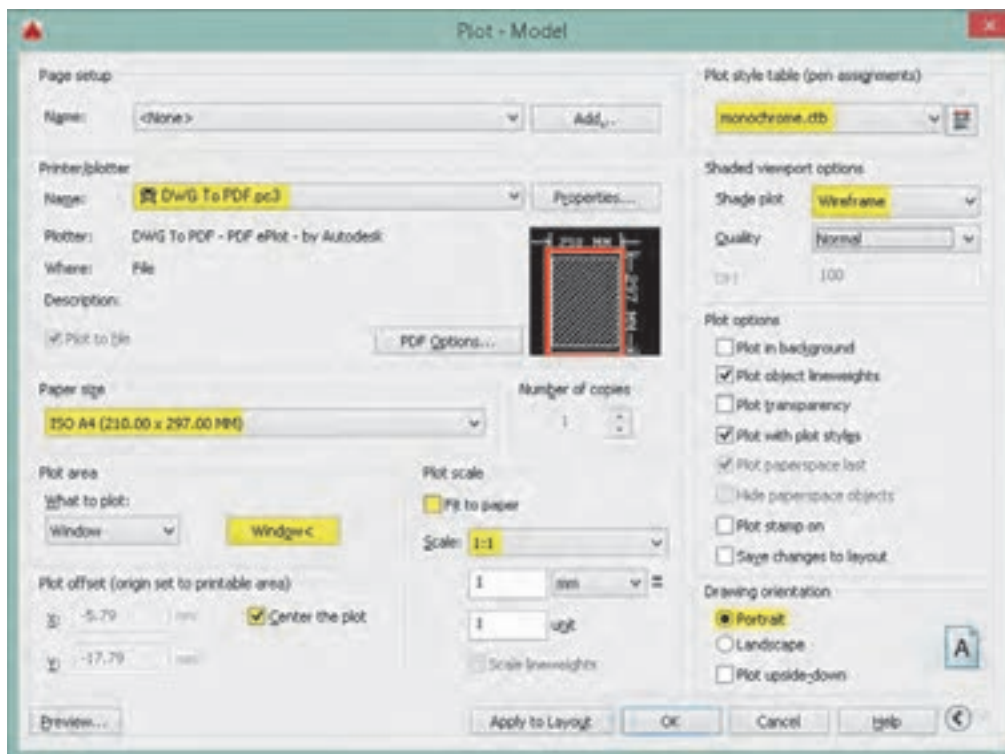 Plot - Model
Page setup
Name: <None> Add...
Printer/plotter
Name: DWG To PDF.pc3 Properties...
Plotter: DWG To PDF - PDF ePlot - by Autodesk
Where: File
Description:
Plot to file
PDF Options...
210 MM
297 MM
Paper size
ISO A4 (210.00 x 297.00 MM)
Number of copies
1
Plot area
What to plot:
Window Window<
Plot scale
Fit to paper
Scale: 1:1
1 mm =
1 unit
Scale lineweights
Plot offset (origin set to printable area)
X: -5.79 mm Center the plot
Y: -17.79 mm
Plot style table (pen assignments)
monochrome.ctb
Shaded viewport options
Shade plot Wireframe
Quality Normal
DPI 100
Plot options
Plot in background
Plot object lineweights
Plot transparency
Plot with plot styles
Plot paperspace last
Hide paperspace objects
Plot stamp on
Save changes to layout
Drawing orientation
Portrait
Landscape
Plot upside-down
A
Preview... Apply to Layout OK Cancel Help